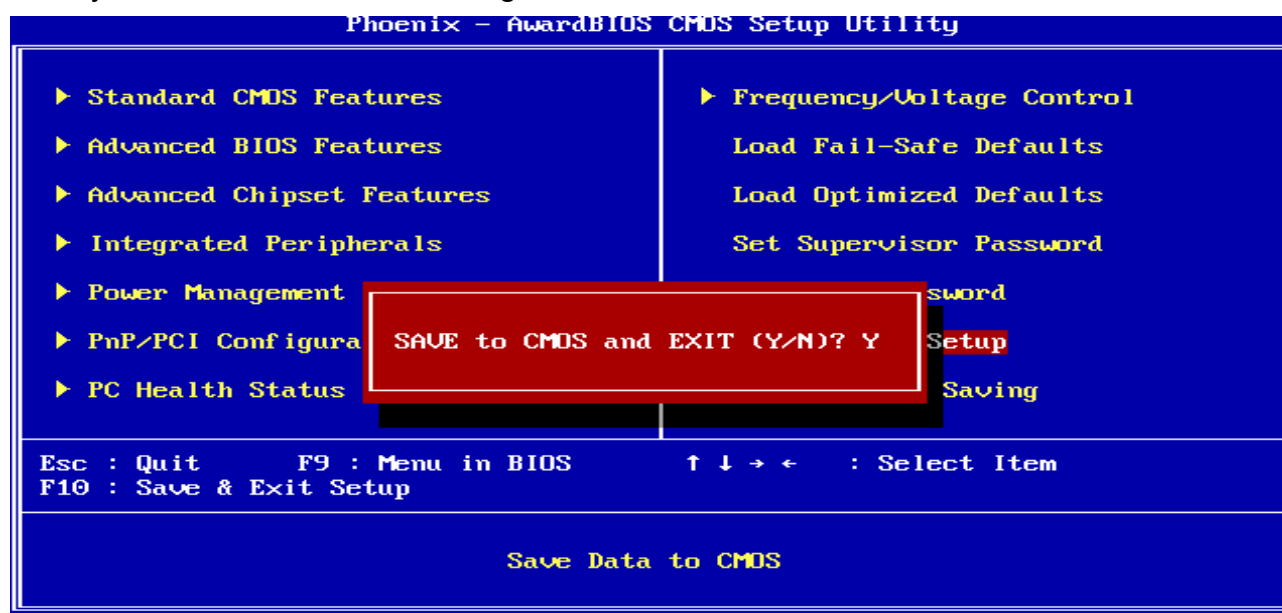 Phoenix – AwardBIOS CMOS Setup Utility
▶ Standard CMOS Features
▶ Advanced BIOS Features
▶ Advanced Chipset Features
▶ Integrated Peripherals
▶ Power Management
▶ PnP/PCI Configura
▶ PC Health Status
▶ Frequency/Voltage Control
Load Fail-Safe Defaults
Load Optimized Defaults
Set Supervisor Password
sword
Setup
Saving
SAVE to CMOS and EXIT (Y/N)? Y
Esc : Quit F9 : Menu in BIOS ↑ ↓ → ← : Select Item
F10 : Save & Exit Setup
Save Data to CMOS